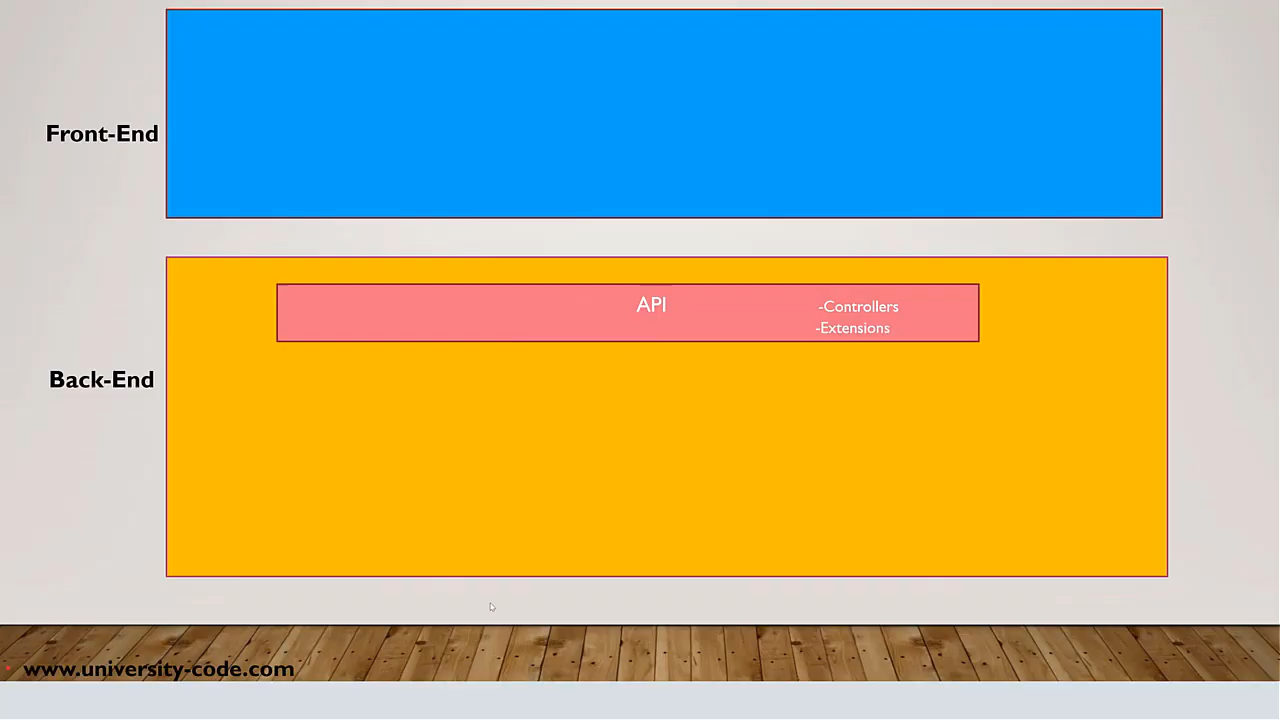 Front-End
API
-Controllers
-Extensions
Back-End
www.university-code.com